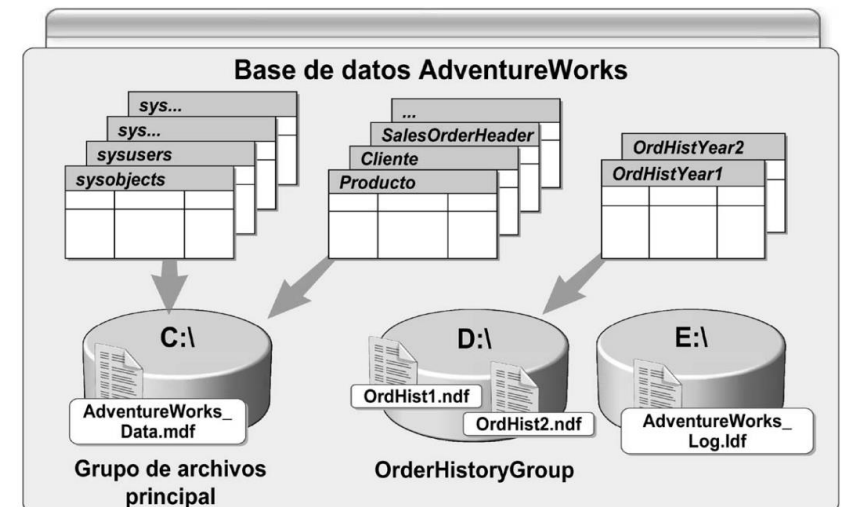 Base de datos AdventureWorks
sys...
sys...
sysusers
sysobjects
...
SalesOrderHeader
Cliente
Producto
OrdHistYear2
OrdHistYear1
C:\
AdventureWorks_
Data.mdf
Grupo de archivos
principal
D:\
OrdHist1.ndf
OrdHist2.ndf
OrderHistoryGroup
E:\
AdventureWorks_
Log.ldf